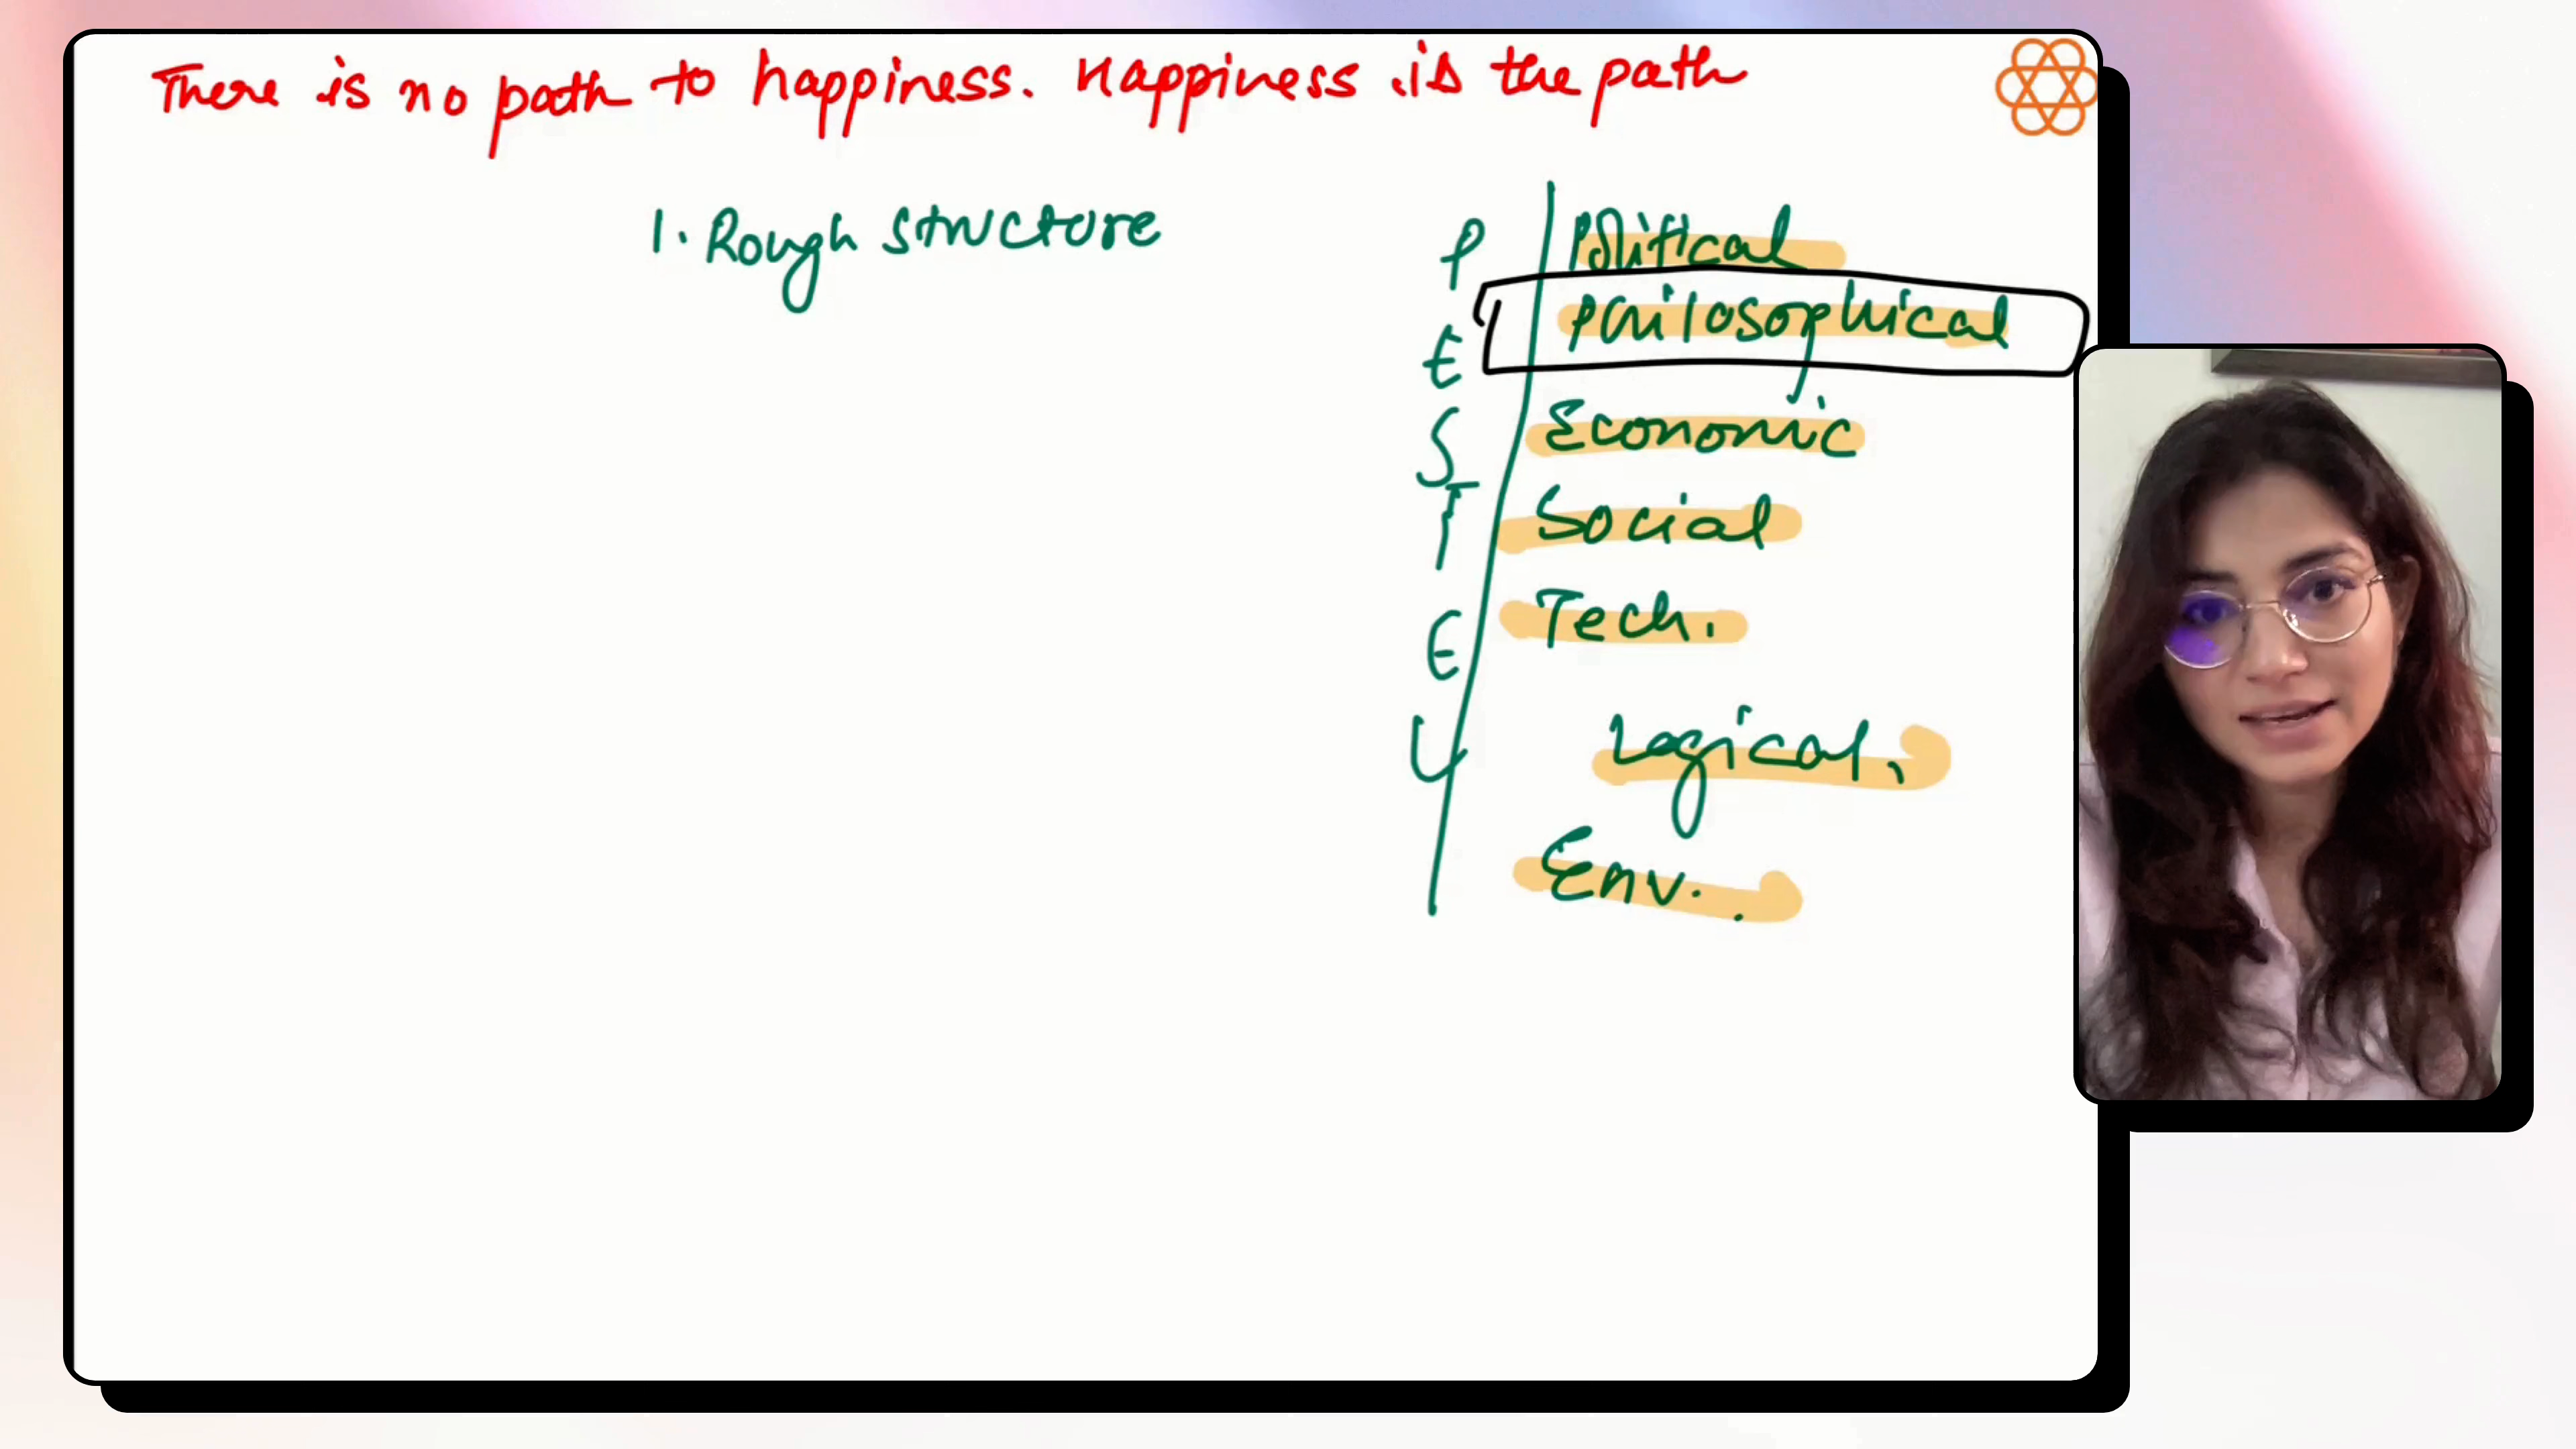 There is no path to happiness. Happiness is the path
1. Rough structure
P
Political
Philosophical
E
Economic
S
Social
T
Tech.
E
L
Logical.
Env..